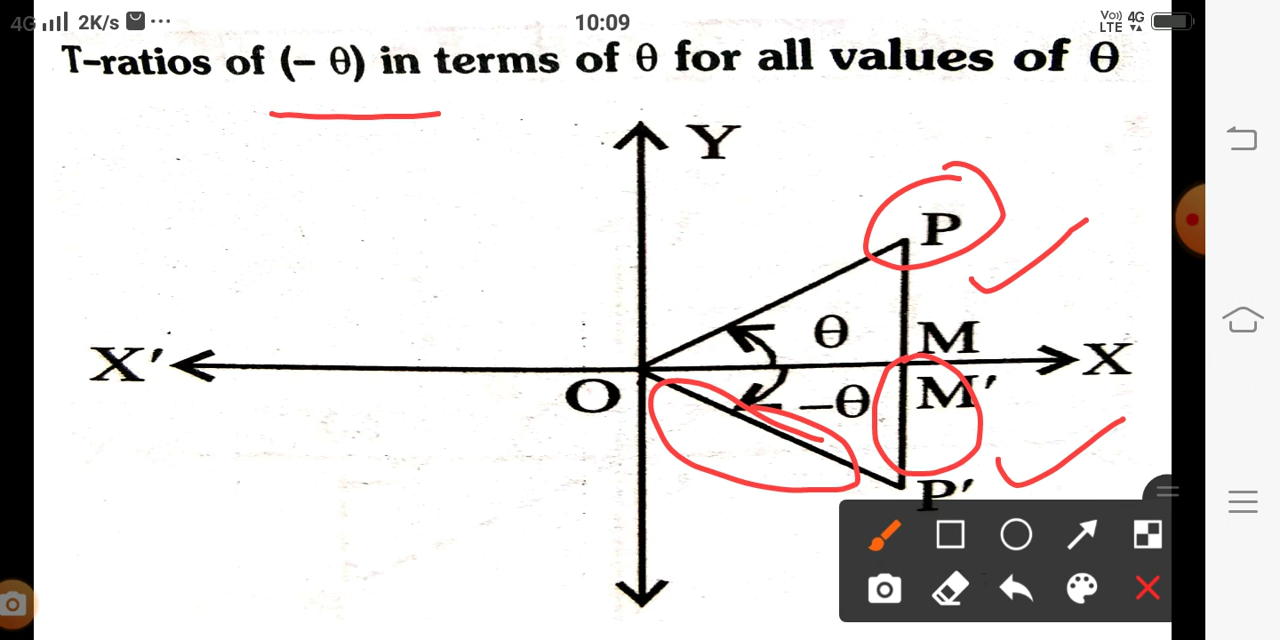 4G 2K/s ... 10:09 Vo)) LTE 4G
T-ratios of (– θ) in terms of θ for all values of θ
Y
P
θ
M
X' X
O
–θ M'
P'